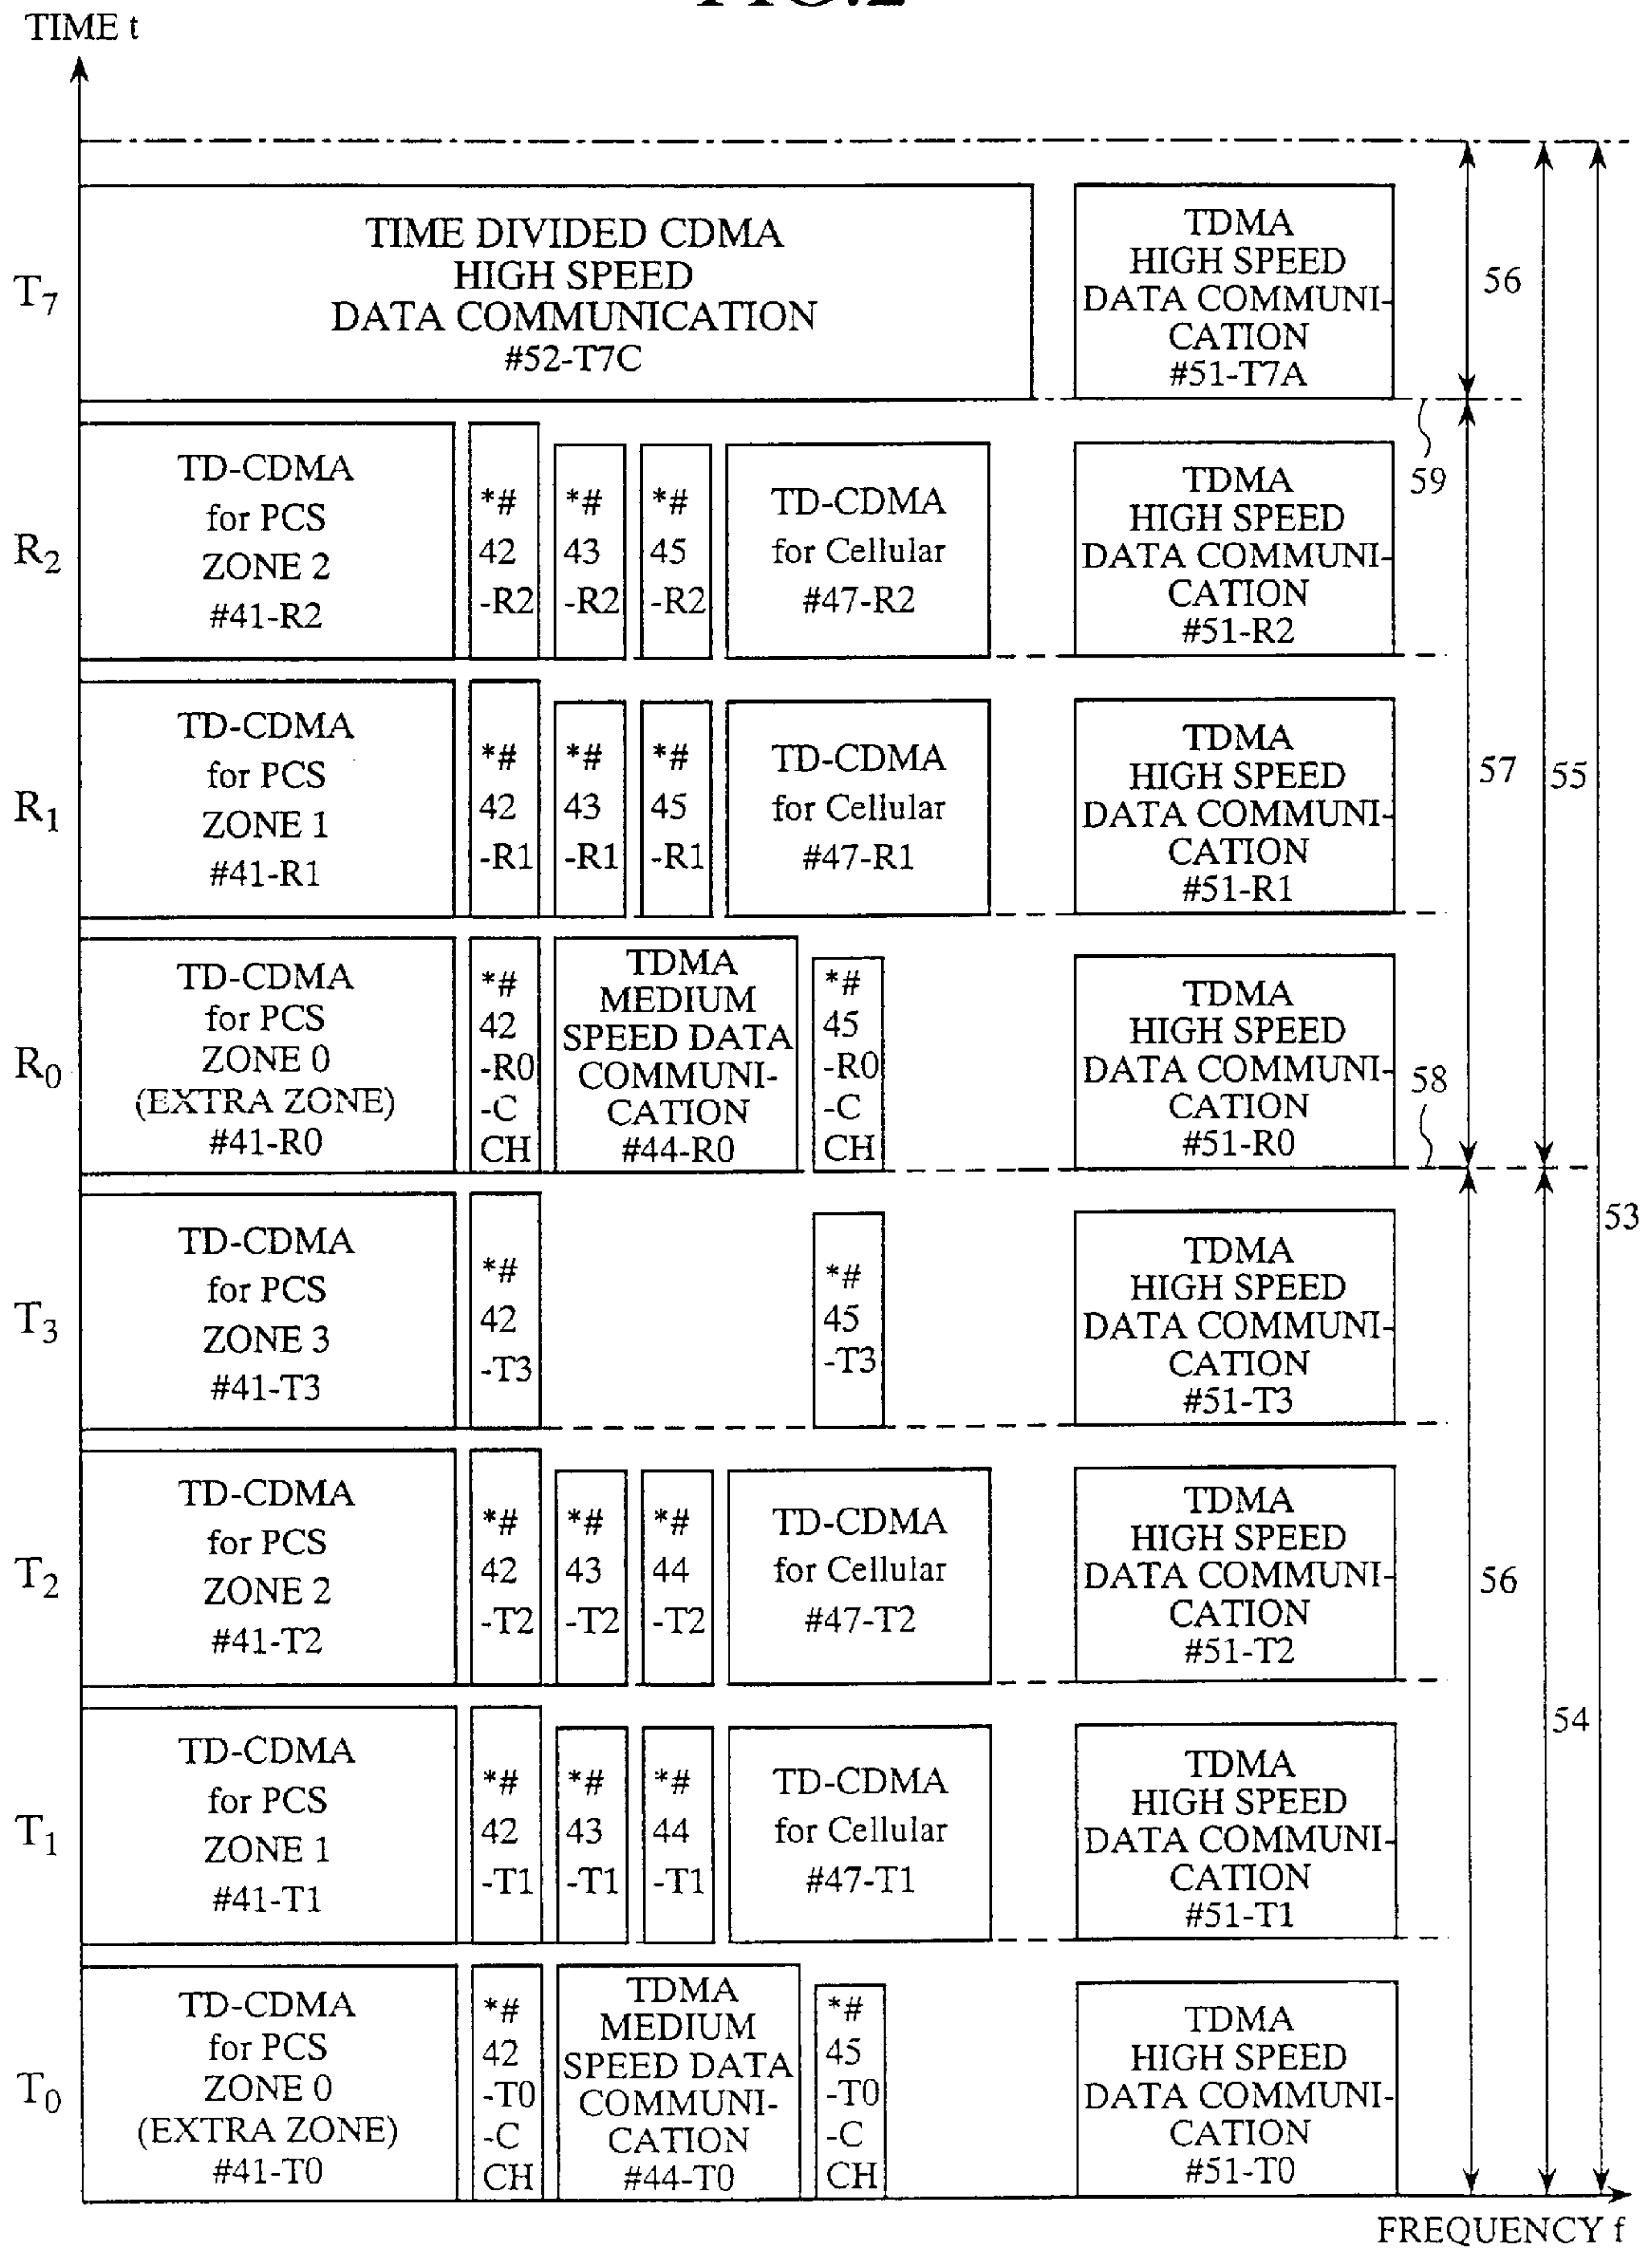 FIG.2
TIME t
T7
TIME DIVIDED CDMA
HIGH SPEED
DATA COMMUNICATION
#52-T7C
TDMA
HIGH SPEED
DATA COMMUNI-
CATION
#51-T7A
56
59
R2
TD-CDMA
for PCS
ZONE 2
#41-R2
*#
42
-R2
*#
43
-R2
*#
45
-R2
TD-CDMA
for Cellular
#47-R2
TDMA
HIGH SPEED
DATA COMMUNI-
CATION
#51-R2
R1
TD-CDMA
for PCS
ZONE 1
#41-R1
*#
42
-R1
*#
43
-R1
*#
45
-R1
TD-CDMA
for Cellular
#47-R1
TDMA
HIGH SPEED
DATA COMMUNI-
CATION
#51-R1
57
55
R0
TD-CDMA
for PCS
ZONE 0
(EXTRA ZONE)
#41-R0
*#
42
-R0
-C
CH
TDMA
MEDIUM
SPEED DATA
COMMUNI-
CATION
#44-R0
*#
45
-R0
-C
CH
TDMA
HIGH SPEED
DATA COMMUNI-
CATION
#51-R0
58
53
T3
TD-CDMA
for PCS
ZONE 3
#41-T3
*#
42
-T3
*#
45
-T3
TDMA
HIGH SPEED
DATA COMMUNI-
CATION
#51-T3
T2
TD-CDMA
for PCS
ZONE 2
#41-T2
*#
42
-T2
*#
43
-T2
*#
44
-T2
TD-CDMA
for Cellular
#47-T2
TDMA
HIGH SPEED
DATA COMMUNI-
CATION
#51-T2
56
54
T1
TD-CDMA
for PCS
ZONE 1
#41-T1
*#
42
-T1
*#
43
-T1
*#
44
-T1
TD-CDMA
for Cellular
#47-T1
TDMA
HIGH SPEED
DATA COMMUNI-
CATION
#51-T1
T0
TD-CDMA
for PCS
ZONE 0
(EXTRA ZONE)
#41-T0
*#
42
-T0
-C
CH
TDMA
MEDIUM
SPEED DATA
COMMUNI-
CATION
#44-T0
*#
45
-T0
-C
CH
TDMA
HIGH SPEED
DATA COMMUNI-
CATION
#51-T0
FREQUENCY f